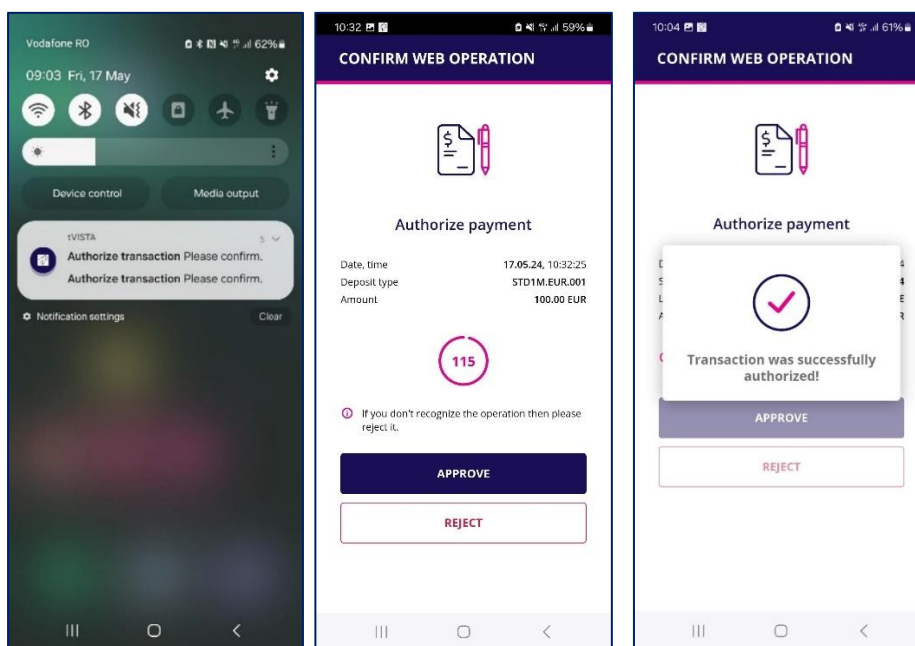 Vodafone RO
62%
09:03 Fri, 17 May
Device control
Media output
tVISTA
5
Authorize transaction Please confirm.
Authorize transaction Please confirm.
Notification settings
Clear
10:32
59%
CONFIRM WEB OPERATION
Authorize payment
Date, time 17.05.24, 10:32:25
Deposit type STD1M.EUR.001
Amount 100.00 EUR
115
If you don't recognize the operation then please
reject it.
APPROVE
REJECT
10:04
61%
CONFIRM WEB OPERATION
Authorize payment
Transaction was successfully
authorized!
APPROVE
REJECT